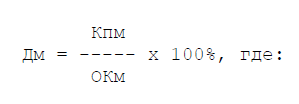 Кпм
Дм = ----- x 100%, где:
ОКм